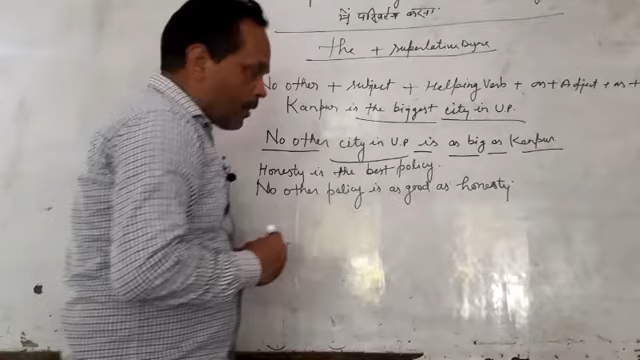 में परिवर्तन करना
the + superlative Degree
No other + subject + Helping Verb + as + Adject + as +
Kanpur is the biggest city in U.P.
No other city in U.P is as big as Kanpur
Honesty is the best policy.
No other policy is as good as honesty.